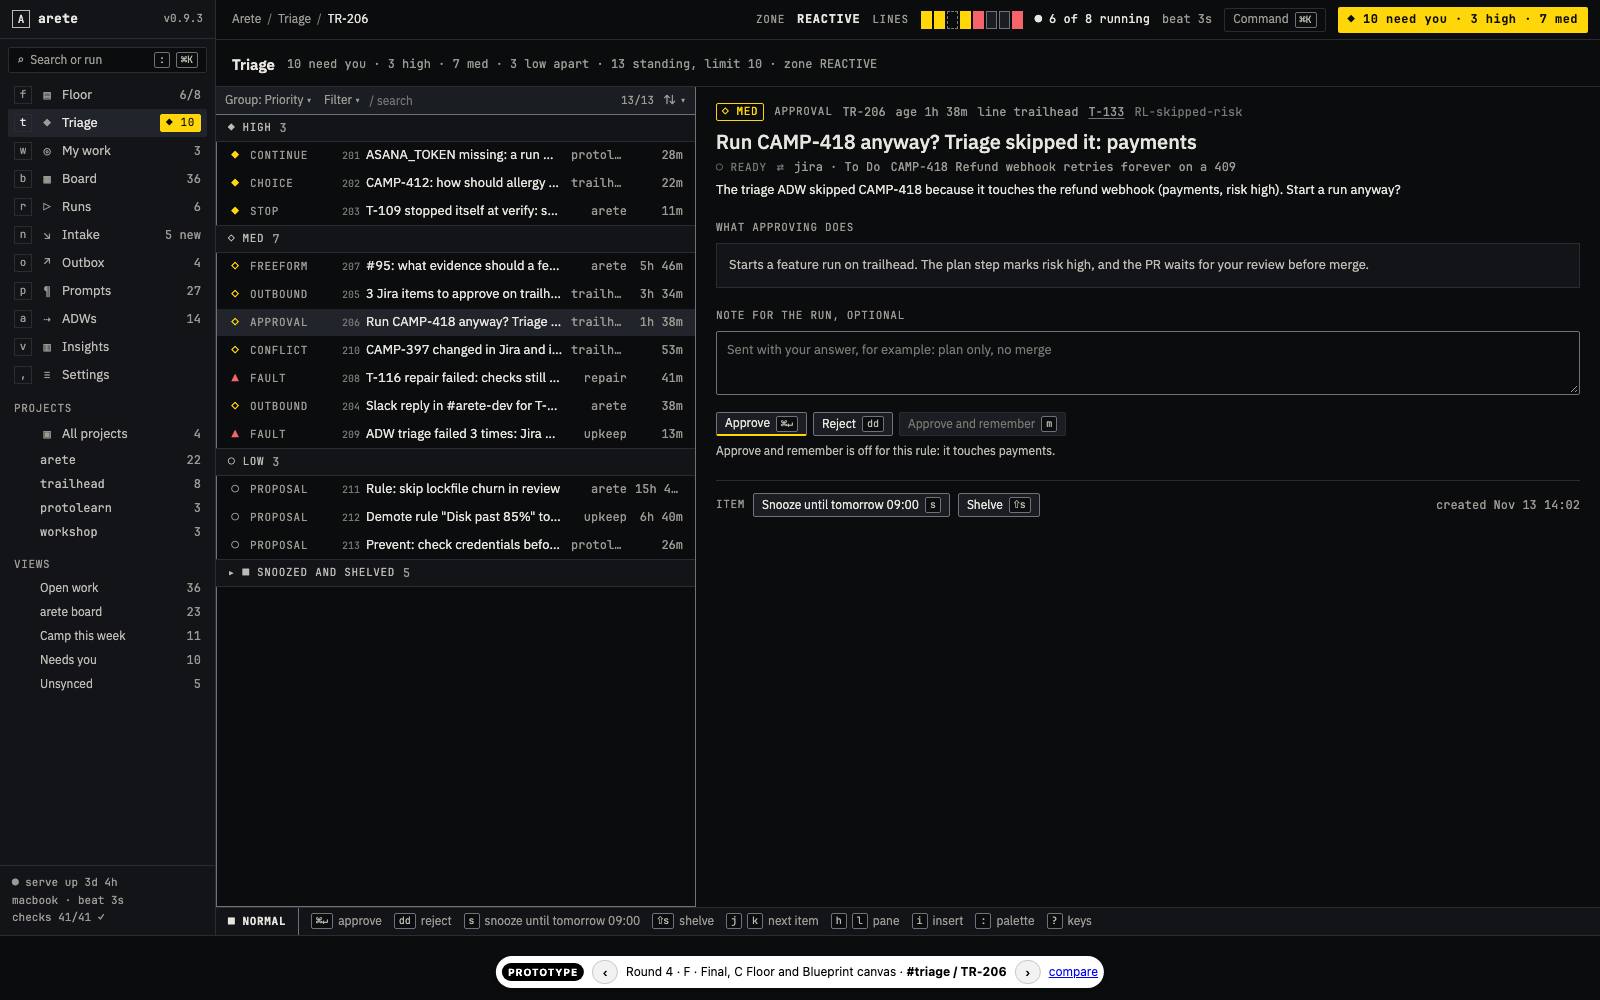 A arete v0.9.3
Search or run : ⌘K
f Floor 6/8
t Triage ◆ 10
w My work 3
b Board 36
r Runs 6
n Intake 5 new
o Outbox 4
p Prompts 27
a ADWs 14
v Insights
, Settings
PROJECTS
All projects 4
arete 22
trailhead 8
protolearn 3
workshop 3
VIEWS
Open work 36
arete board 23
Camp this week 11
Needs you 10
Unsynced 5
● serve up 3d 4h
macbook · beat 3s
checks 41/41 ✓
Arete / Triage / TR-206
ZONE REACTIVE LINES ● 6 of 8 running beat 3s Command ⌘K ◆ 10 need you · 3 high · 7 med
Triage 10 need you · 3 high · 7 med · 3 low apart · 13 standing, limit 10 · zone REACTIVE
Group: Priority ▾ Filter ▾ / search 13/13 ⇅ ▾
◆ HIGH 3
◆ CONTINUE 201 ASANA_TOKEN missing: a run ... protol… 28m
◆ CHOICE 202 CAMP-412: how should allergy ... trailh… 22m
◆ STOP 203 T-109 stopped itself at verify: s... arete 11m
◇ MED 7
◇ FREEFORM 207 #95: what evidence should a fe... arete 5h 46m
◇ OUTBOUND 205 3 Jira items to approve on trailh... trailh… 3h 34m
◇ APPROVAL 206 Run CAMP-418 anyway? Triage ... trailh… 1h 38m
◇ CONFLICT 210 CAMP-397 changed in Jira and i... trailh… 53m
▲ FAULT 208 T-116 repair failed: checks still ... repair 41m
◇ OUTBOUND 204 Slack reply in #arete-dev for T-... arete 38m
▲ FAULT 209 ADW triage failed 3 times: Jira ... upkeep 13m
○ LOW 3
○ PROPOSAL 211 Rule: skip lockfile churn in review arete 15h 4…
○ PROPOSAL 212 Demote rule "Disk past 85%" to... upkeep 6h 40m
○ PROPOSAL 213 Prevent: check credentials befo... protol… 26m
▸ ■ SNOOZED AND SHELVED 5
◇ MED APPROVAL TR-206 age 1h 38m line trailhead T-133 RL-skipped-risk
Run CAMP-418 anyway? Triage skipped it: payments
○ READY ⇄ jira · To Do CAMP-418 Refund webhook retries forever on a 409
The triage ADW skipped CAMP-418 because it touches the refund webhook (payments, risk high). Start a run anyway?
WHAT APPROVING DOES
Starts a feature run on trailhead. The plan step marks risk high, and the PR waits for your review before merge.
NOTE FOR THE RUN, OPTIONAL
Sent with your answer, for example: plan only, no merge
Approve ⌘↵ Reject dd Approve and remember m
Approve and remember is off for this rule: it touches payments.
ITEM Snooze until tomorrow 09:00 s Shelve ⇧s created Nov 13 14:02
■ NORMAL ⌘↵ approve dd reject s snooze until tomorrow 09:00 ⇧s shelve j k next item h l pane i insert : palette ? keys
PROTOTYPE ‹ Round 4 · F · Final, C Floor and Blueprint canvas · #triage / TR-206 › compare